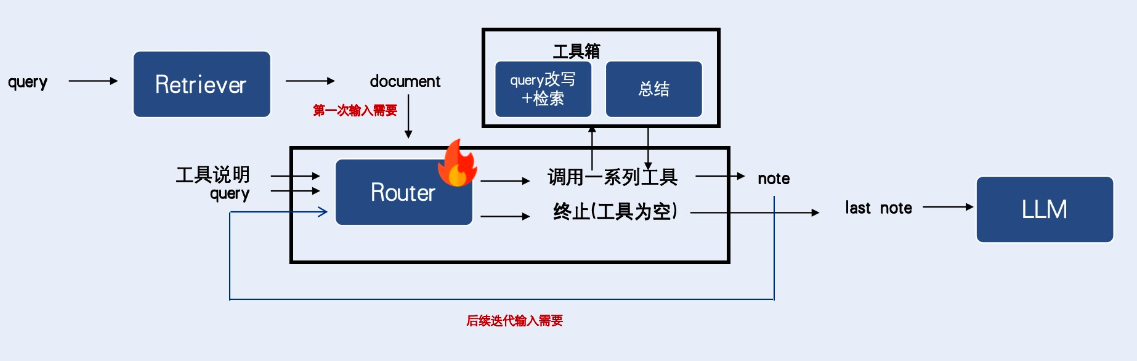 工具箱
query
Retriever
document
query改写
+检索
总结
第一次输入需要
工具说明
query
Router
调用一系列工具
note
终止(工具为空)
last note
LLM
后续迭代输入需要